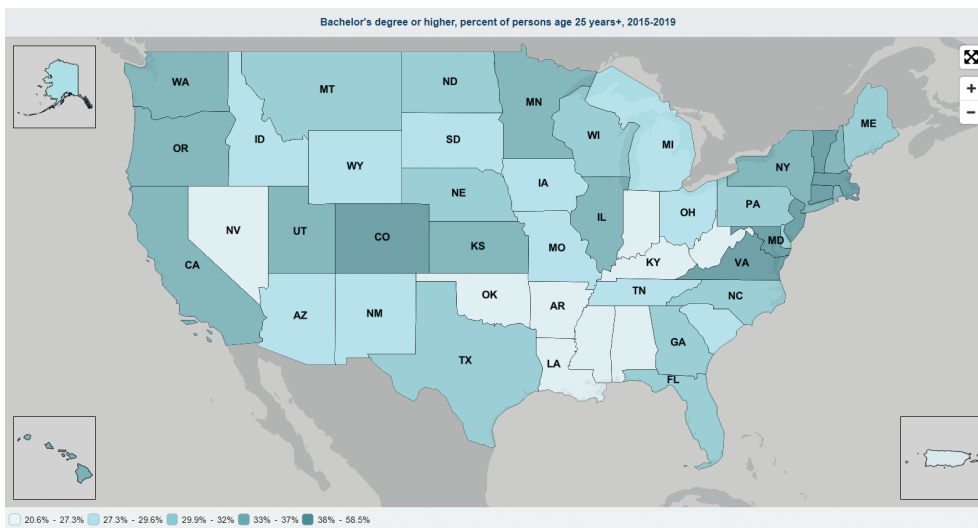 Bachelor's degree or higher, percent of persons age 25 years+, 2015-2019
+
−
WA
MT
ND
MN
ME
OR
ID
SD
WI
MI
NY
WY
IA
NE
PA
OH
NV
UT
CO
IL
MD
CA
KS
MO
VA
KY
AZ
NM
OK
AR
TN
NC
TX
LA
GA
FL
20.6% - 27.3% 27.3% - 29.6% 29.9% - 32% 33% - 37% 38% - 58.5%